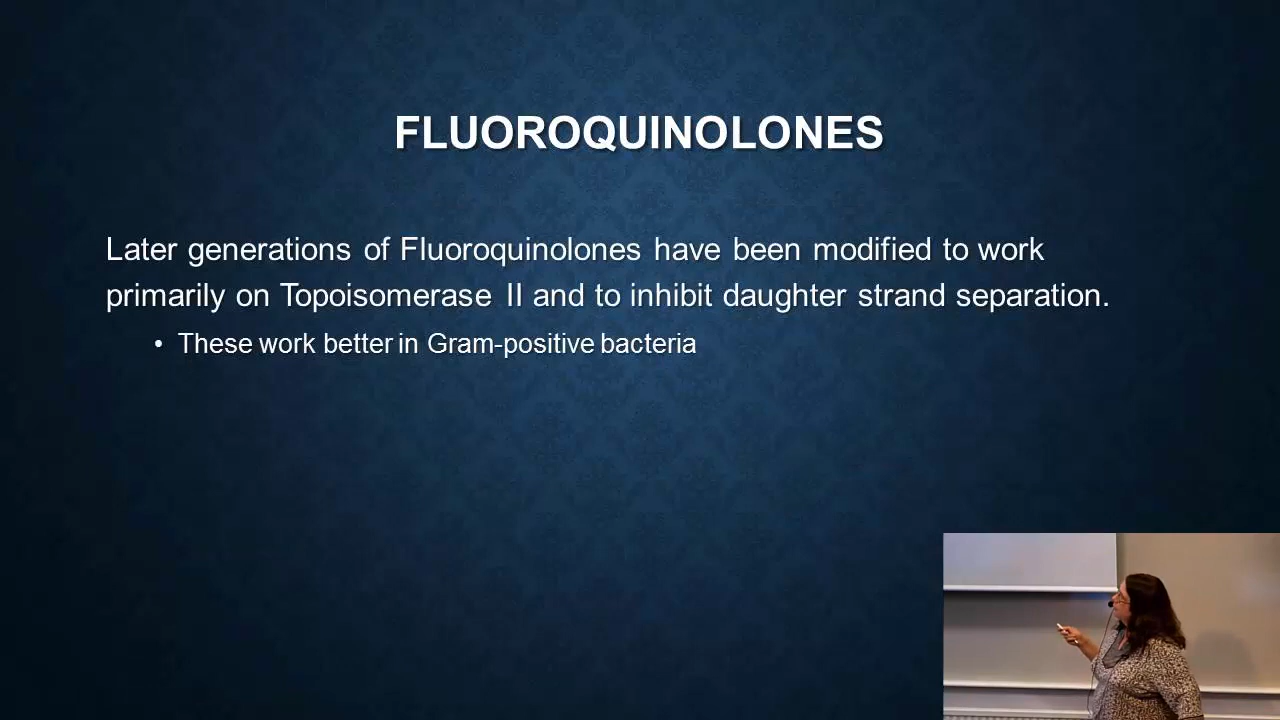 FLUOROQUINOLONES
Later generations of Fluoroquinolones have been modified to work
primarily on Topoisomerase II and to inhibit daughter strand separation.
• These work better in Gram-positive bacteria